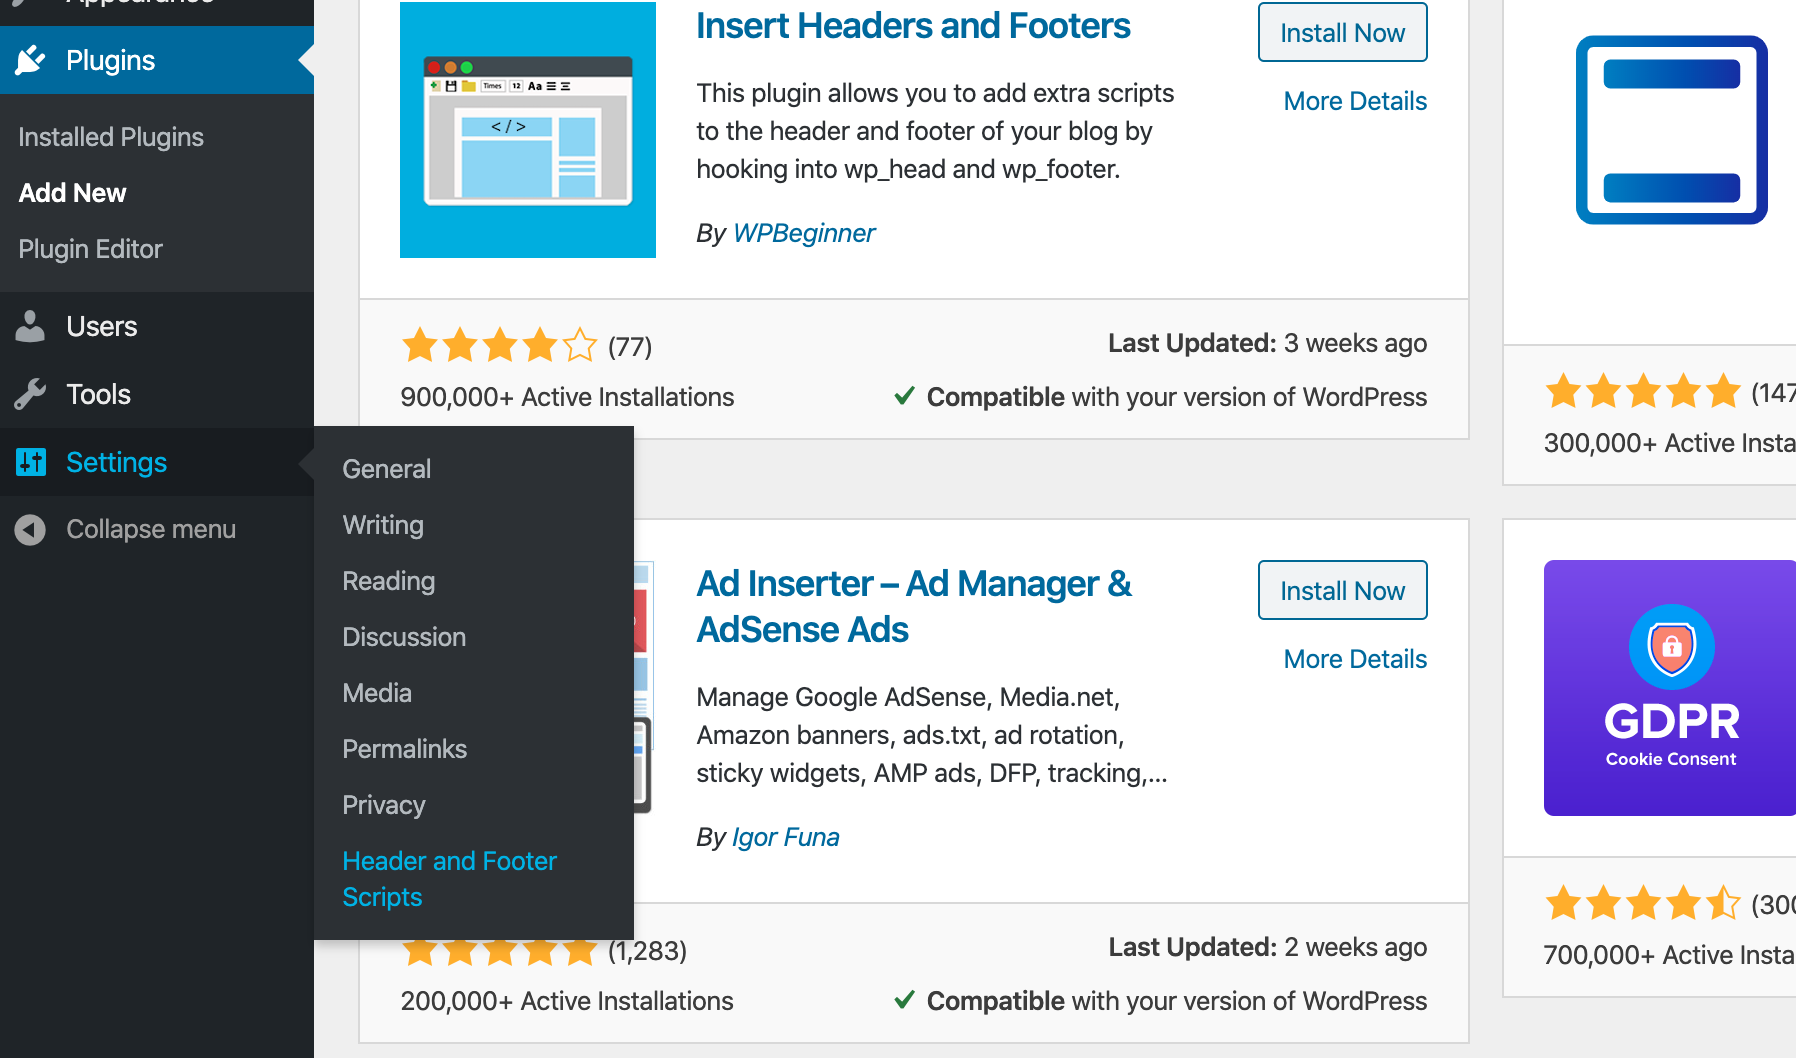 Plugins
Installed Plugins
Add New
Plugin Editor
Users
Tools
Settings
Collapse menu
General
Writing
Reading
Discussion
Media
Permalinks
Privacy
Header and Footer
Scripts
Times 12 Aa
</>
Insert Headers and Footers
Install Now
More Details
This plugin allows you to add extra scripts
to the header and footer of your blog by
hooking into wp_head and wp_footer.
By WPBeginner
(77)
Last Updated: 3 weeks ago
900,000+ Active Installations
Compatible with your version of WordPress
Ad Inserter – Ad Manager &
AdSense Ads
Install Now
More Details
Manage Google AdSense, Media.net,
Amazon banners, ads.txt, ad rotation,
sticky widgets, AMP ads, DFP, tracking,...
By Igor Funa
(1,283)
Last Updated: 2 weeks ago
200,000+ Active Installations
Compatible with your version of WordPress
(147
300,000+ Active Insta
GDPR
Cookie Consent
(300
700,000+ Active Insta